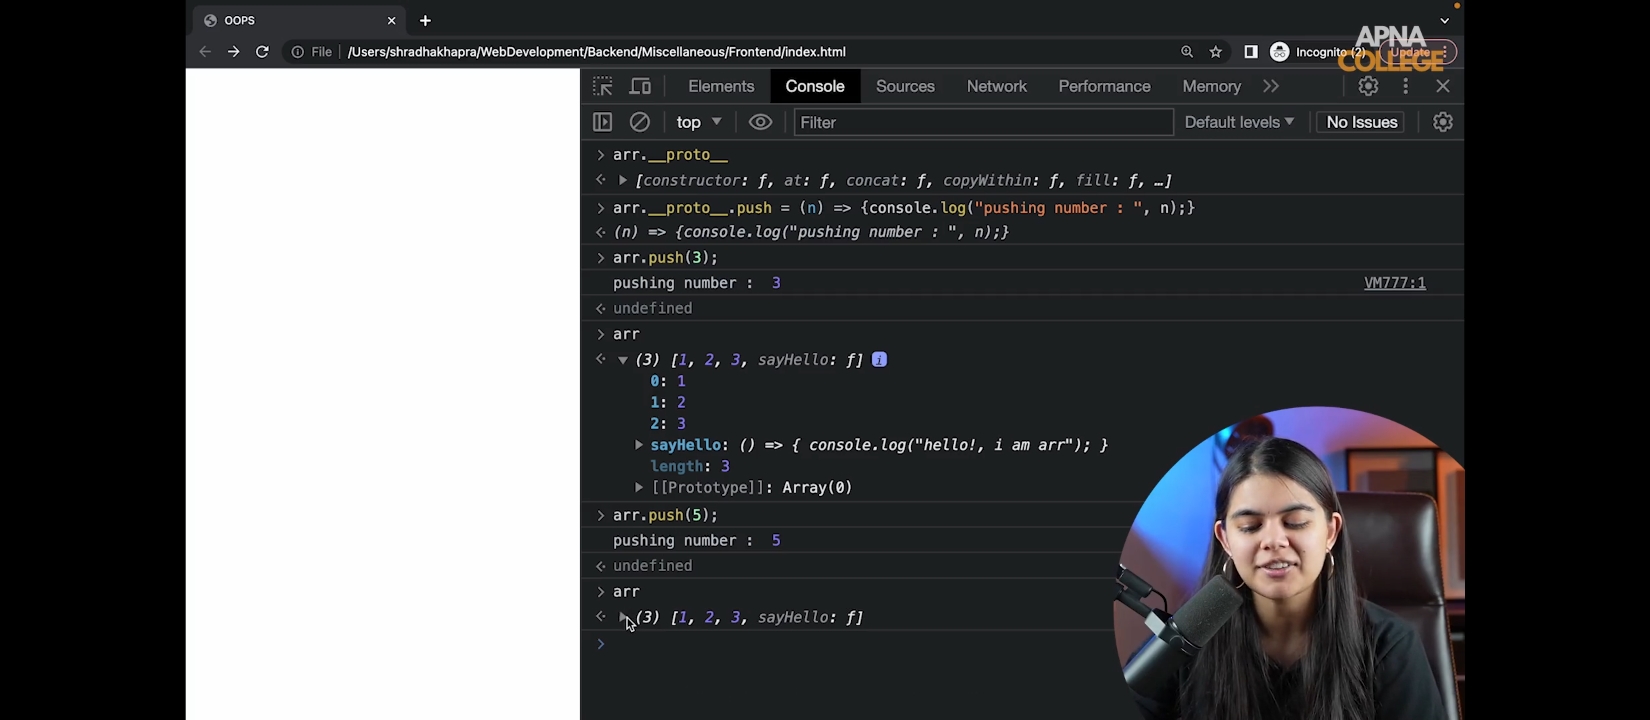 OOPS
APNA COLLEGE
File /Users/shradhakhapra/WebDevelopment/Backend/Miscellaneous/Frontend/index.html Incognito (2) Update
Elements Console Sources Network Performance Memory
top Filter Default levels No Issues
arr.__proto__
[constructor: ƒ, at: ƒ, concat: ƒ, copyWithin: ƒ, fill: ƒ, …]
arr.__proto__.push = (n) => {console.log("pushing number : ", n);}
(n) => {console.log("pushing number : ", n);}
arr.push(3);
pushing number :  3 VM777:1
undefined
arr
(3) [1, 2, 3, sayHello: ƒ] i
0: 1
1: 2
2: 3
sayHello: () => { console.log("hello!, i am arr"); }
length: 3
[[Prototype]]: Array(0)
arr.push(5);
pushing number :  5
undefined
arr
(3) [1, 2, 3, sayHello: ƒ]